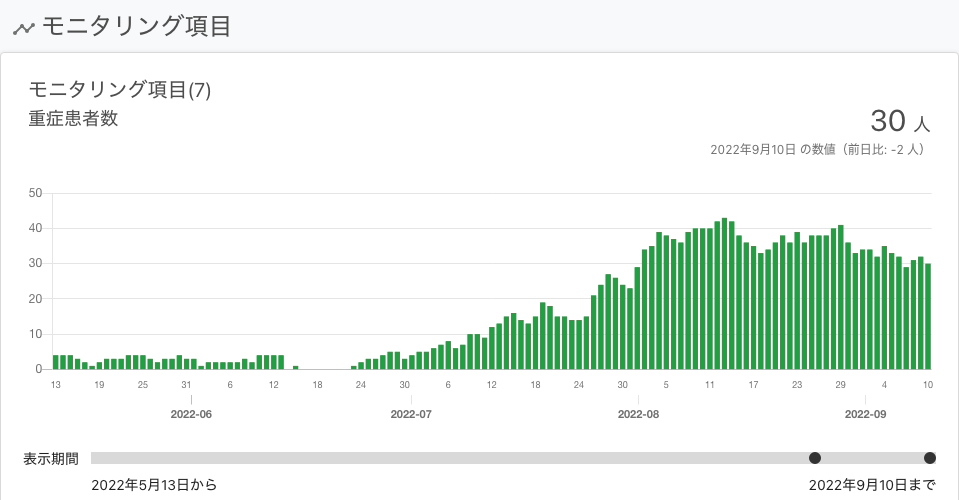 モニタリング項目
モニタリング項目(7)
重症患者数
30 人
2022年9月10日 の数値（前日比: -2 人）
50
40
30
20
10
0
13 19 25 31 6 12 18 24 30 6 12 18 24 30 5 11 17 23 29 4 10
2022-06 2022-07 2022-08 2022-09
表示期間
2022年5月13日から 2022年9月10日まで